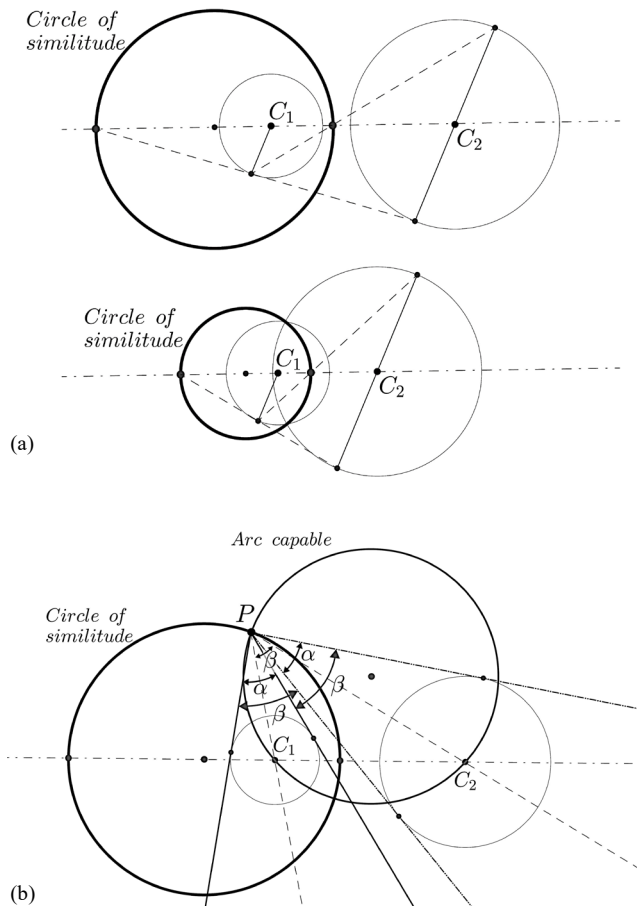 Circle of
similitude
C₁
C₂
Circle of
similitude
C₁
C₂
(a)
Arc capable
Circle of
similitude
P
β
α
α
β
β
C₁
C₂
(b)